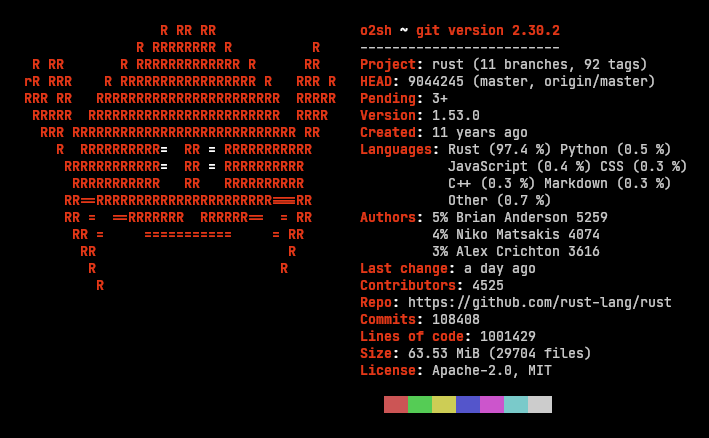 R RR RR
R RRRRRRRR R R
R RR R RRRRRRRRRRRRR R RR
rR RRR R RRRRRRRRRRRRRRRRR R RRR R
RRR RR RRRRRRRRRRRRRRRRRRRRRRR RRRRR
RRRRR RRRRRRRRRRRRRRRRRRRRRRRR RRRR
RRR RRRRRRRRRRRRRRRRRRRRRRRRRRRR RR
R RRRRRRRRRR= RR = RRRRRRRRRRR
RRRRRRRRRRRR= RR = RRRRRRRRRR
RRRRRRRRRRR RR RRRRRRRRRR
RR==RRRRRRRRRRRRRRRRRRRRRR===RR
RR = ==RRRRRRR RRRRRR== = RR
RR = =========== = RR
RR R
R R
R
o2sh ~ git version 2.30.2
-------------------------
Project: rust (11 branches, 92 tags)
HEAD: 9044245 (master, origin/master)
Pending: 3+
Version: 1.53.0
Created: 11 years ago
Languages: Rust (97.4 %) Python (0.5 %)
JavaScript (0.4 %) CSS (0.3 %)
C++ (0.3 %) Markdown (0.3 %)
Other (0.7 %)
Authors: 5% Brian Anderson 5259
4% Niko Matsakis 4074
3% Alex Crichton 3616
Last change: a day ago
Contributors: 4525
Repo: https://github.com/rust-lang/rust
Commits: 108408
Lines of code: 1001429
Size: 63.53 MiB (29704 files)
License: Apache-2.0, MIT